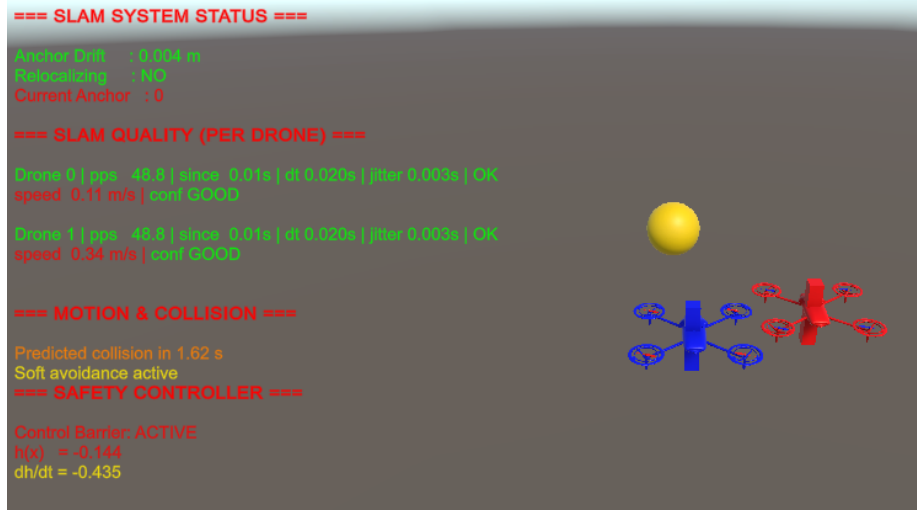 === SLAM SYSTEM STATUS ===
Anchor Drift : 0.004 m
Relocalizing : NO
Current Anchor : 0
=== SLAM QUALITY (PER DRONE) ===
Drone 0 | pps 48.8 | since 0.01s | dt 0.020s | jitter 0.003s | OK
speed 0.11 m/s | conf GOOD
Drone 1 | pps 48.8 | since 0.01s | dt 0.020s | jitter 0.003s | OK
speed 0.34 m/s | conf GOOD
=== MOTION & COLLISION ===
Predicted collision in 1.62 s
Soft avoidance active
=== SAFETY CONTROLLER ===
Control Barrier: ACTIVE
h(x) = -0.144
dh/dt = -0.435